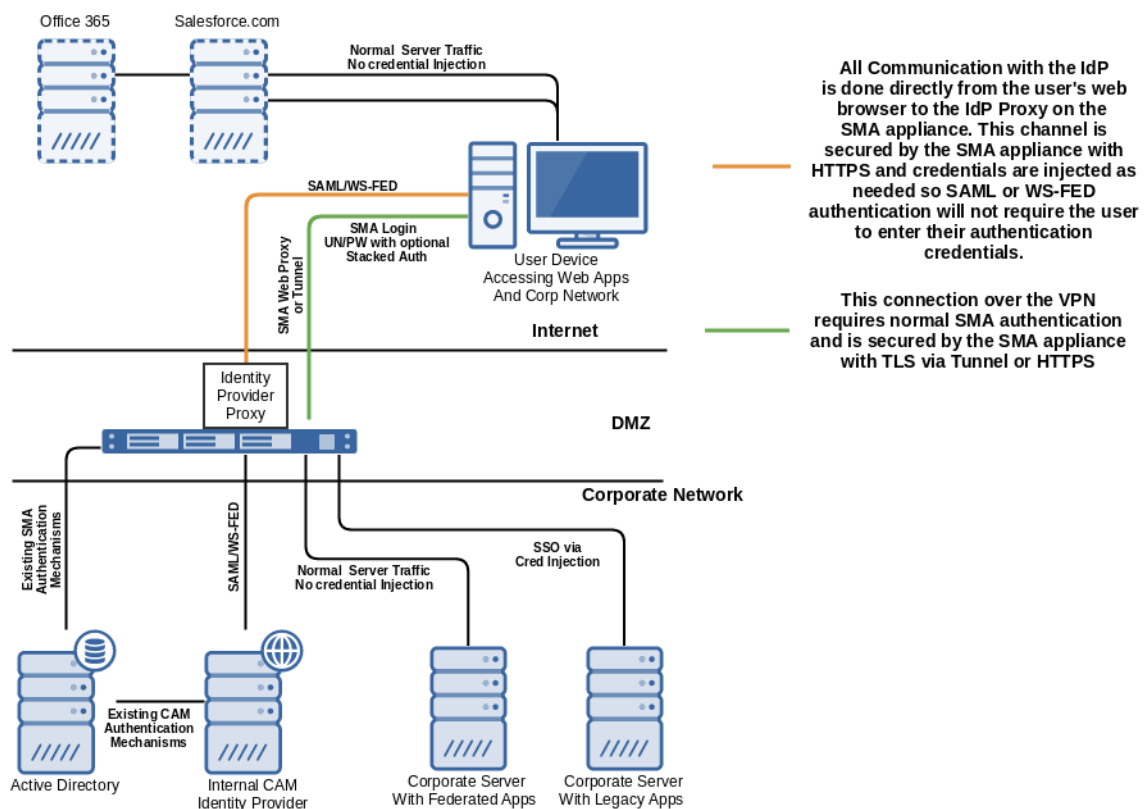 Office 365
Salesforce.com
Normal Server Traffic
No credential Injection
SAML/WS-FED
SMA Login
UN/PW with optional
Stacked Auth
SMA Web Proxy
or Tunnel
User Device
Accessing Web Apps
And Corp Network
Internet
All Communication with the IdP
is done directly from the user's web
browser to the IdP Proxy on the
SMA appliance. This channel is
secured by the SMA appliance with
HTTPS and credentials are injected as
needed so SAML or WS-FED
authentication will not require the user
to enter their authentication
credentials.
This connection over the VPN
requires normal SMA authentication
and is secured by the SMA appliance
with TLS via Tunnel or HTTPS
Identity
Provider
Proxy
DMZ
Corporate Network
Existing SMA
Authentication
Mechanisms
SAML/WS-FED
Normal Server Traffic
No credential Injection
SSO via
Cred Injection
Existing CAM
Authentication
Mechanisms
Active Directory
Internal CAM
Identity Provider
Corporate Server
With Federated Apps
Corporate Server
With Legacy Apps